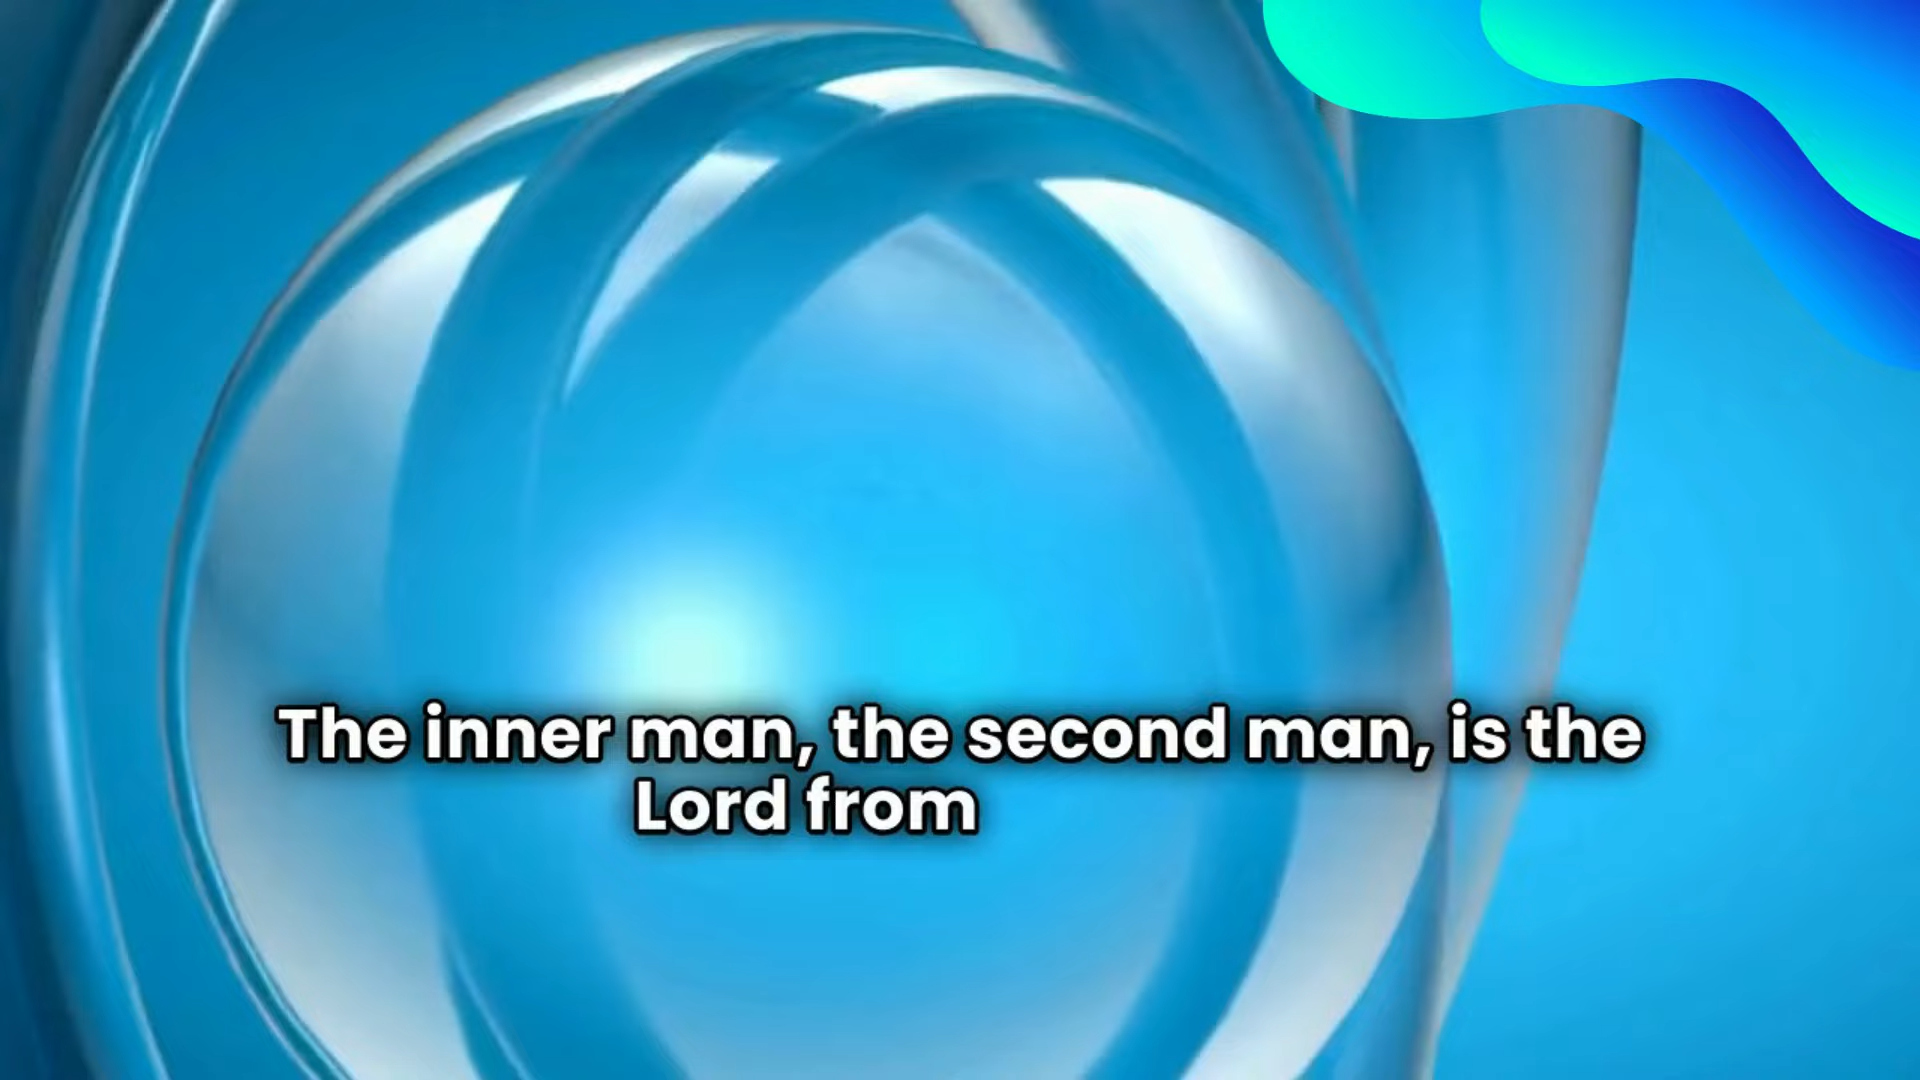 The inner man, the second man, is the
Lord from